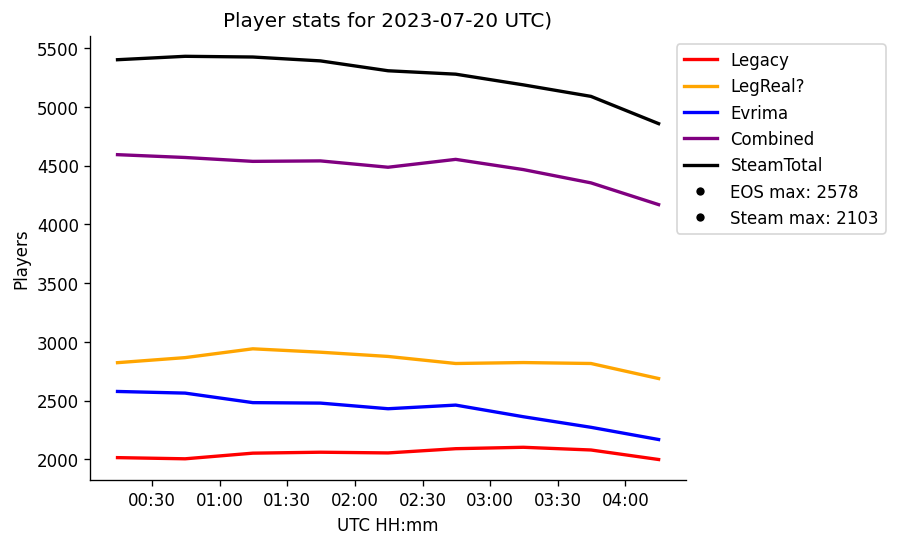 Player stats for 2023-07-20 UTC)
5500
5000
4500
4000
3500
3000
2500
2000
Players
00:30 01:00 01:30 02:00 02:30 03:00 03:30 04:00
UTC HH:mm
Legacy
LegReal?
Evrima
Combined
SteamTotal
EOS max: 2578
Steam max: 2103